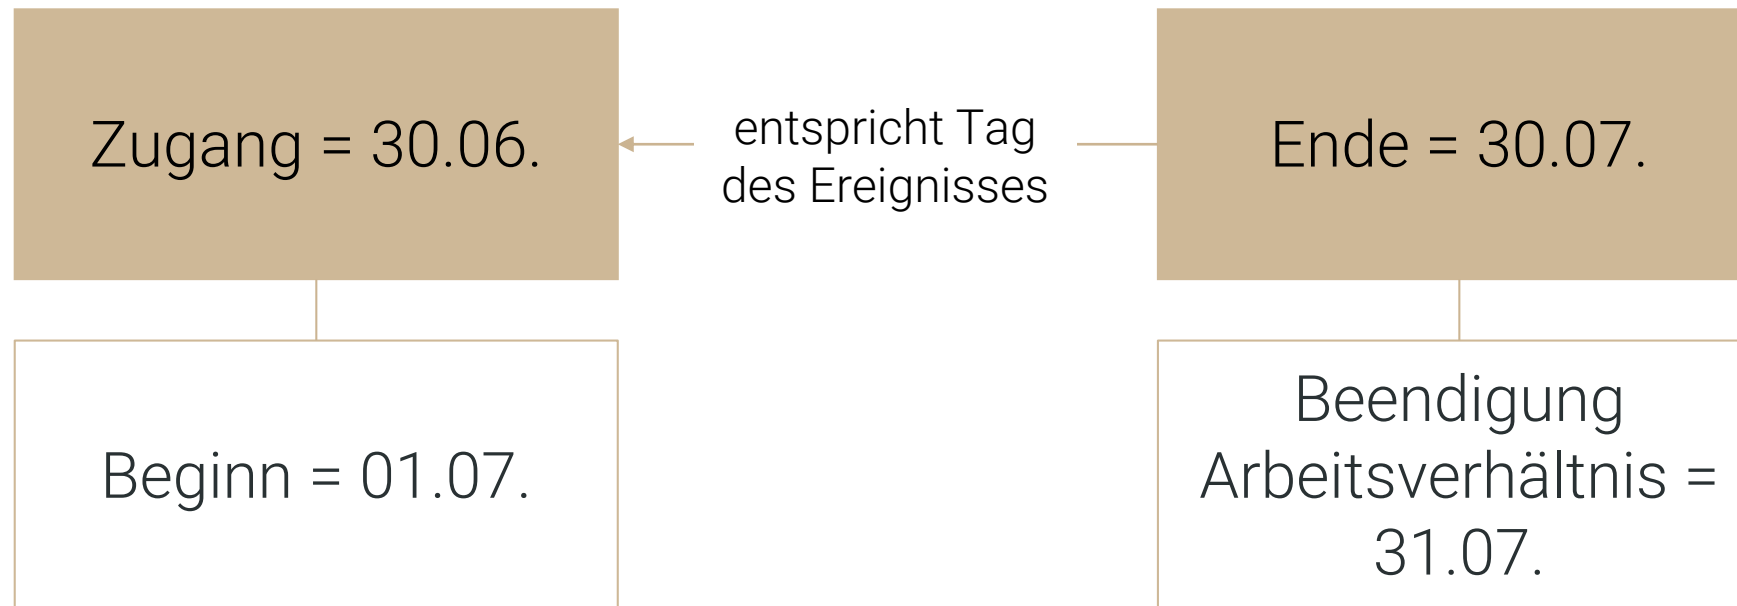 Zugang = 30.06.
entspricht Tag
des Ereignisses
Ende = 30.07.
Beginn = 01.07.
Beendigung
Arbeitsverhältnis =
31.07.